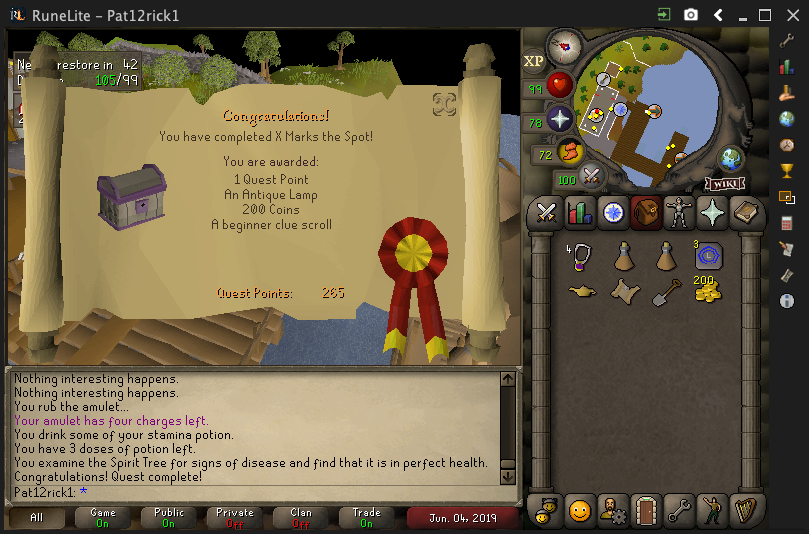 RuneLite - Pat12rick1
restore in 42
105/99
Congratulations!
You have completed X Marks the Spot!
You are awarded:
1 Quest Point
An Antique Lamp
200 Coins
A beginner clue scroll
Quest Points: 265
XP
99
78
72
100
WIKI
4
3
200
Nothing interesting happens.
Nothing interesting happens.
You rub the amulet...
Your amulet has four charges left.
You drink some of your stamina potion.
You have 3 doses of potion left.
You examine the Spirit Tree for signs of disease and find that it is in perfect health.
Congratulations! Quest complete!
Pat12rick1: *
All
Game
On
Public
On
Private
Off
Clan
Off
Trade
On
Jun. 04, 2019